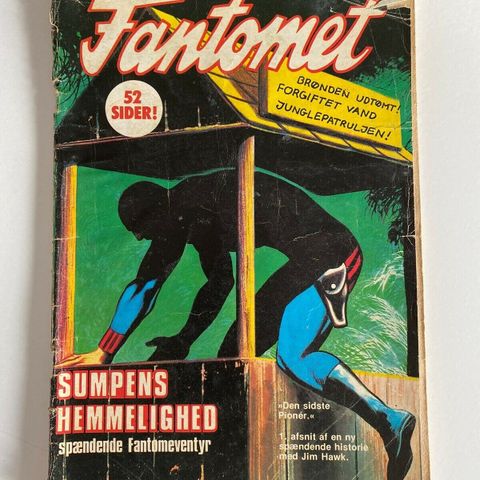 Fantomet
52
SIDER!
BRØNDEN UDTØMT!
FORGIFTET VAND
JUNGLEPATRULJEN!
SUMPENS
HEMMELIGHED
spændende Fantomeventyr
»Den sidste
Pionér.«
1. afsnit af en ny
spændende historie
med Jim Hawk.